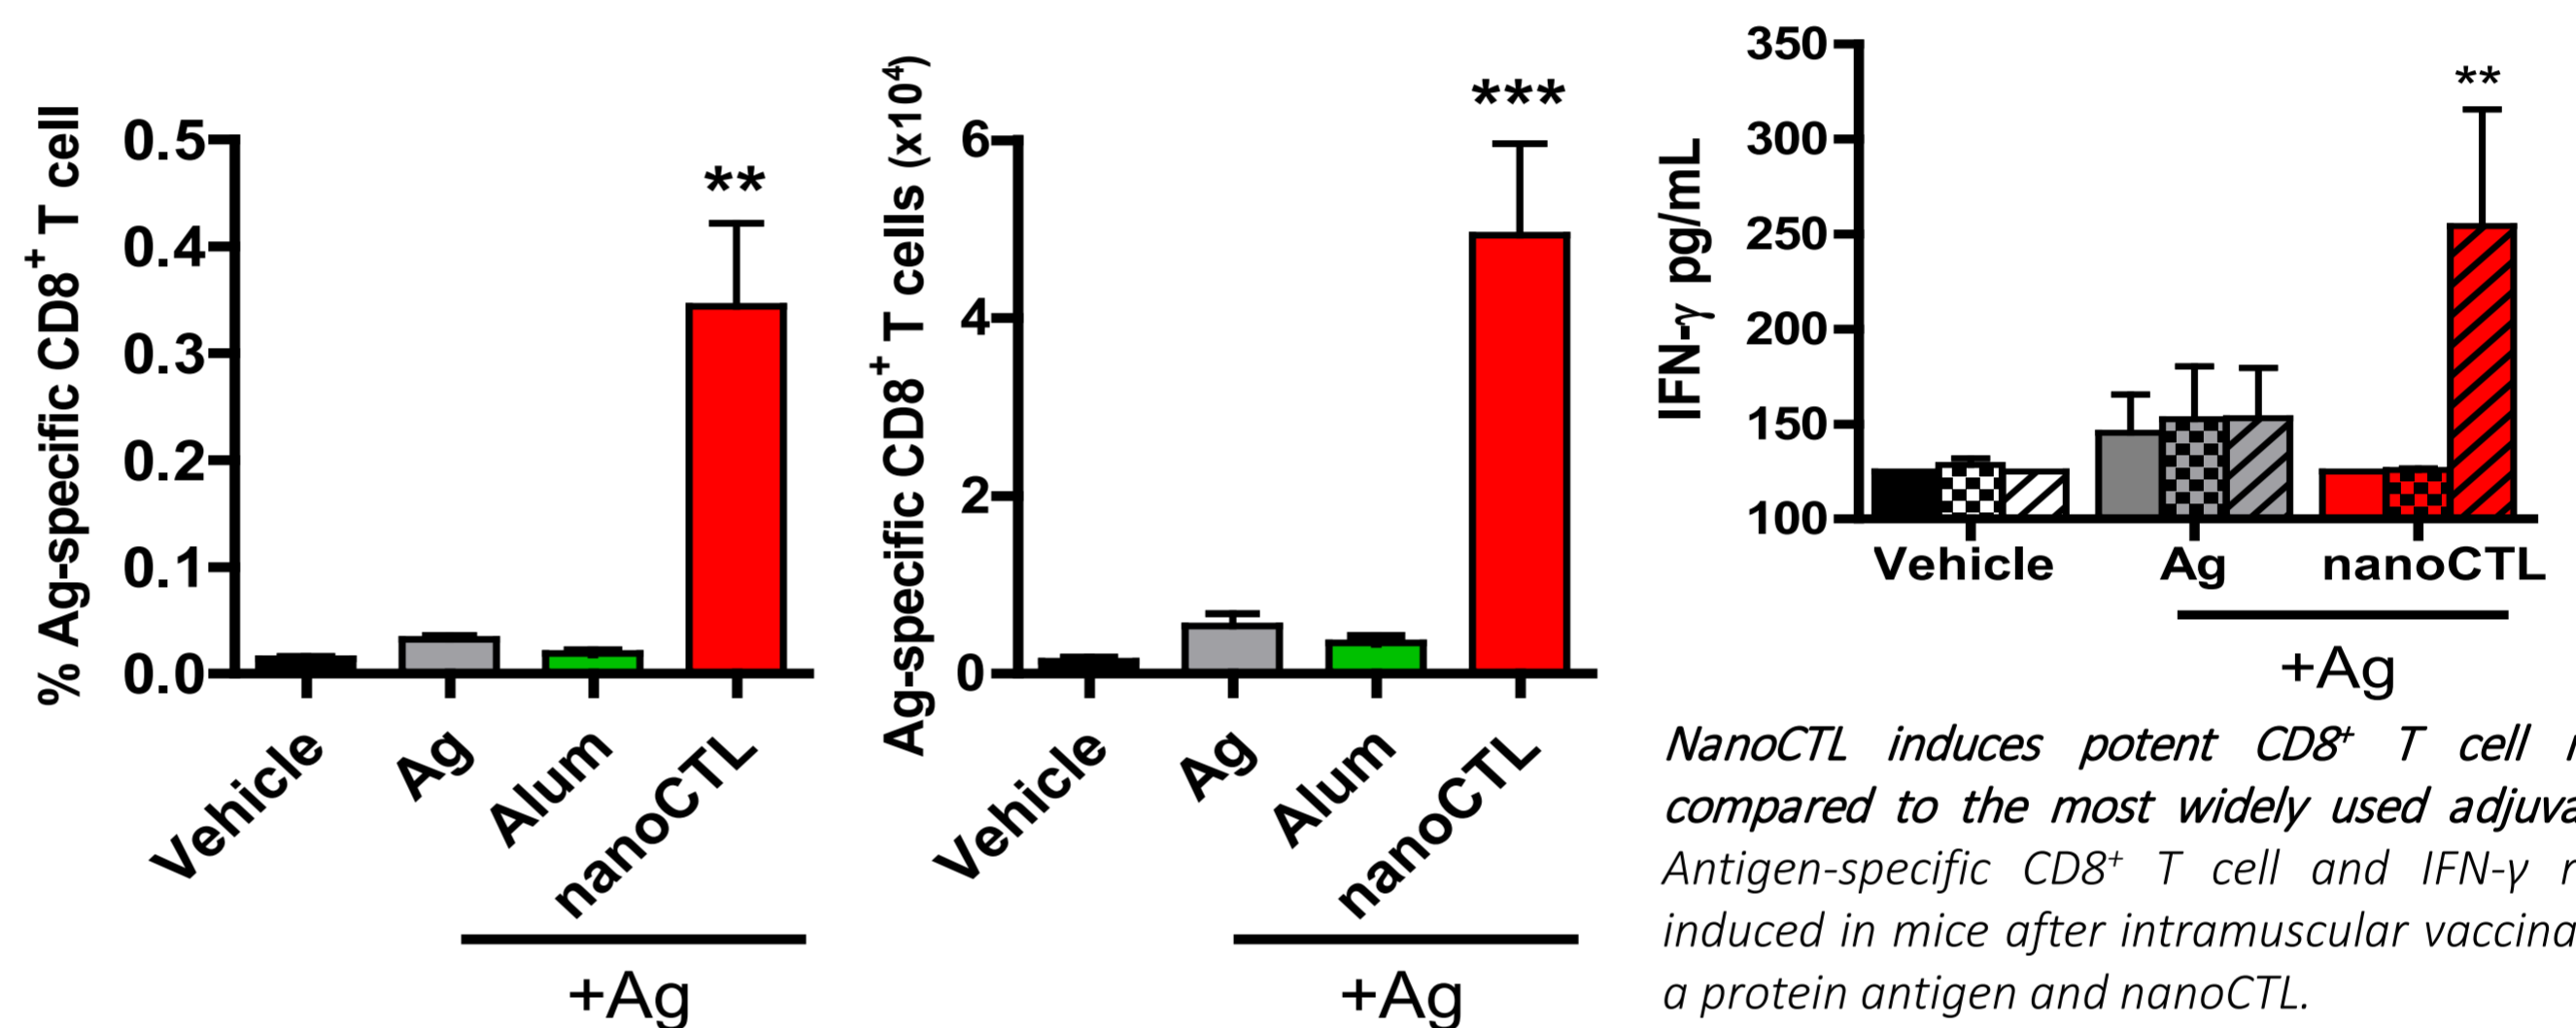 % Ag-specific CD8⁺ T cell
0.5
0.4
0.3
0.2
0.1
0.0
**
Vehicle
Ag
Alum
nanoCTL
+Ag
Ag-specific CD8⁺ T cells (x10⁴)
6
4
2
0
***
Vehicle
Ag
Alum
nanoCTL
+Ag
IFN-γ pg/mL
350
300
250
200
150
100
**
Vehicle
Ag
nanoCTL
+Ag
NanoCTL induces potent CD8⁺ T cell
compared to the most widely used
Antigen-specific CD8⁺ T cell and IFN-γ
induced in mice after intramuscular
a protein antigen and nanoCTL.